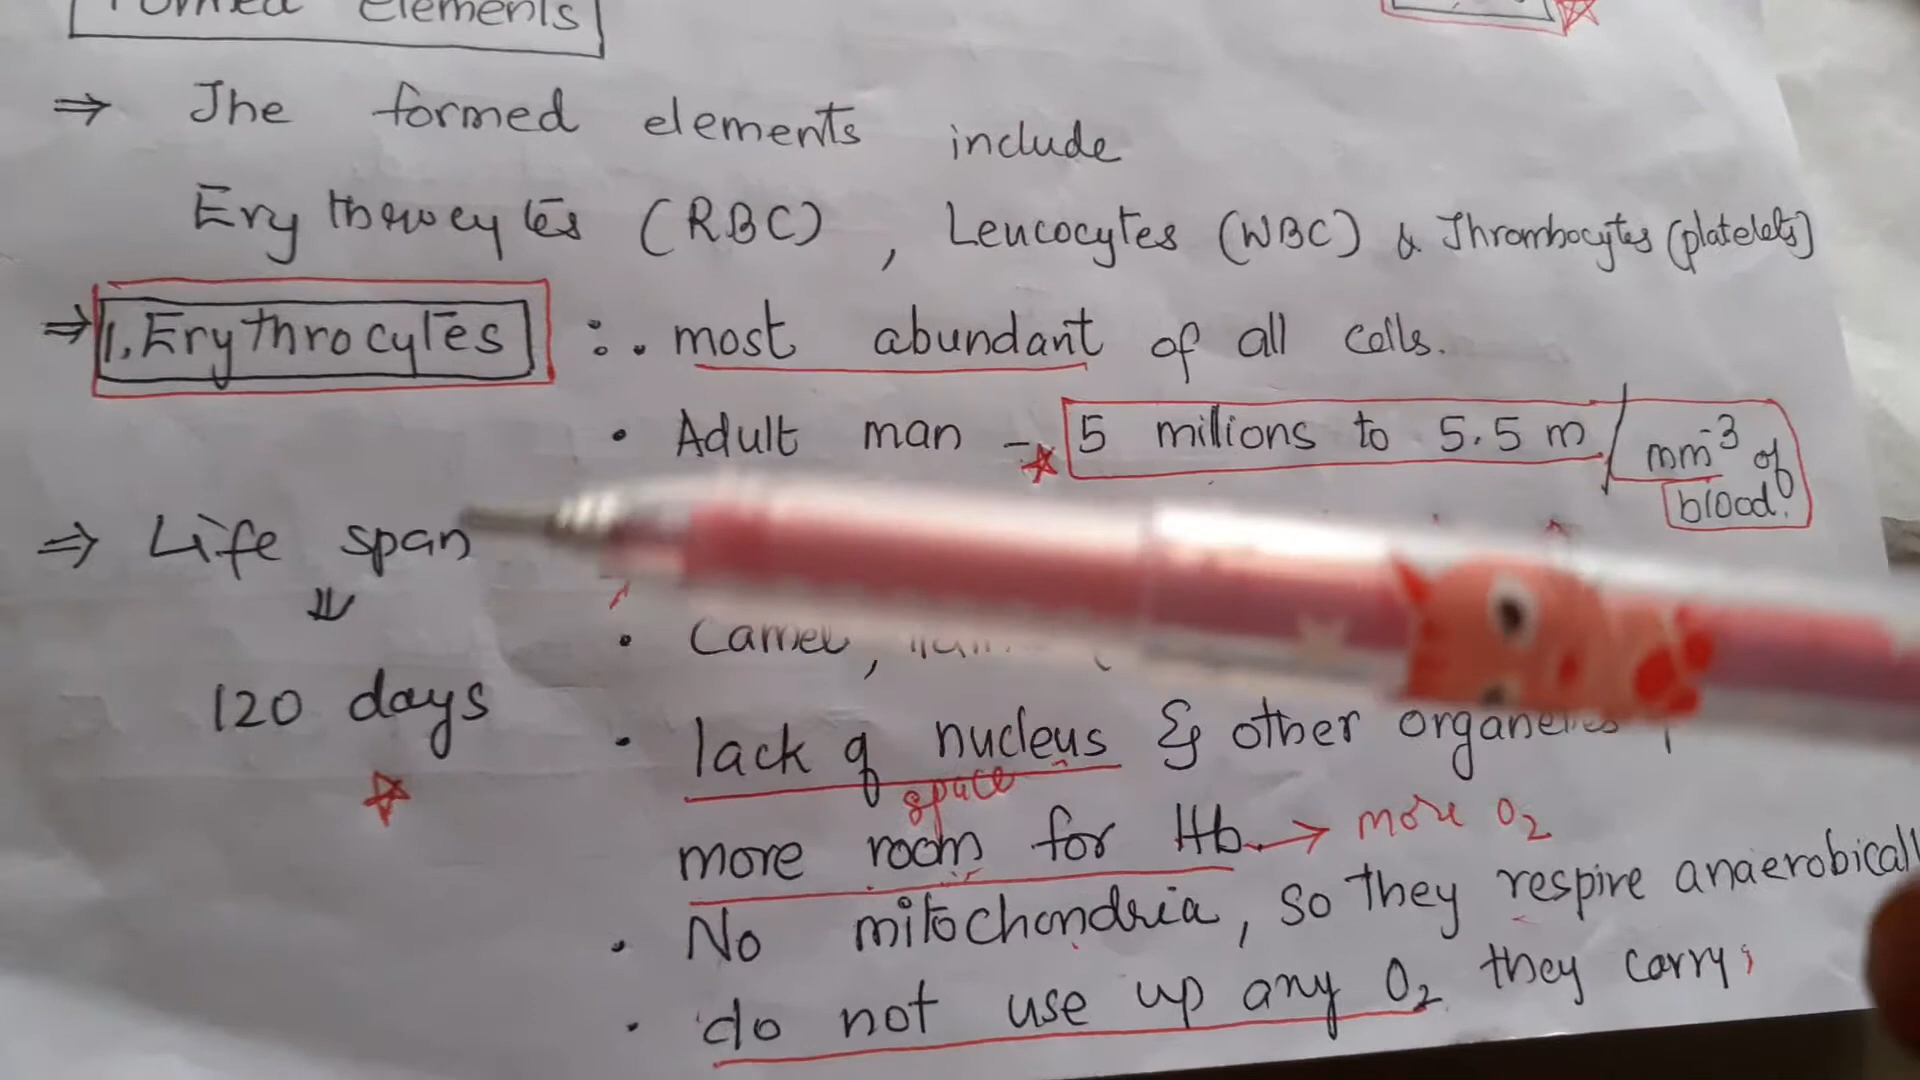 Formed Elements
⇒ The formed elements include
Erythrocytes (RBC), Leucocytes (WBC) & Thrombocytes (platelets)
⇒ 1. Erythrocytes : • most abundant of all cells.
• Adult man - 5 millions to 5.5 m / mm-3 of blood.
⇒ Life span
⇓
120 days
• Camel,
• lack of nucleus & other organelles
space
more room for Hb → more O2
• No mitochondria, so they respire anaerobically
• do not use up any O2 they carry